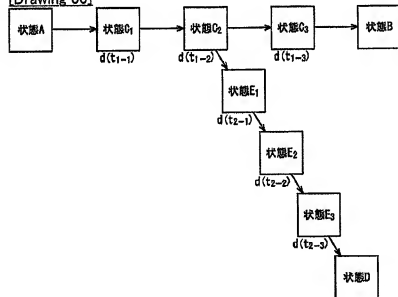 [Drawing 66]
状態A
状態C₁
状態C₂
状態C₃
状態B
d(t₁₋₁)
d(t₁₋₂)
d(t₁₋₃)
状態E₁
d(t₂₋₁)
状態E₂
d(t₂₋₂)
状態E₃
d(t₂₋₃)
状態D